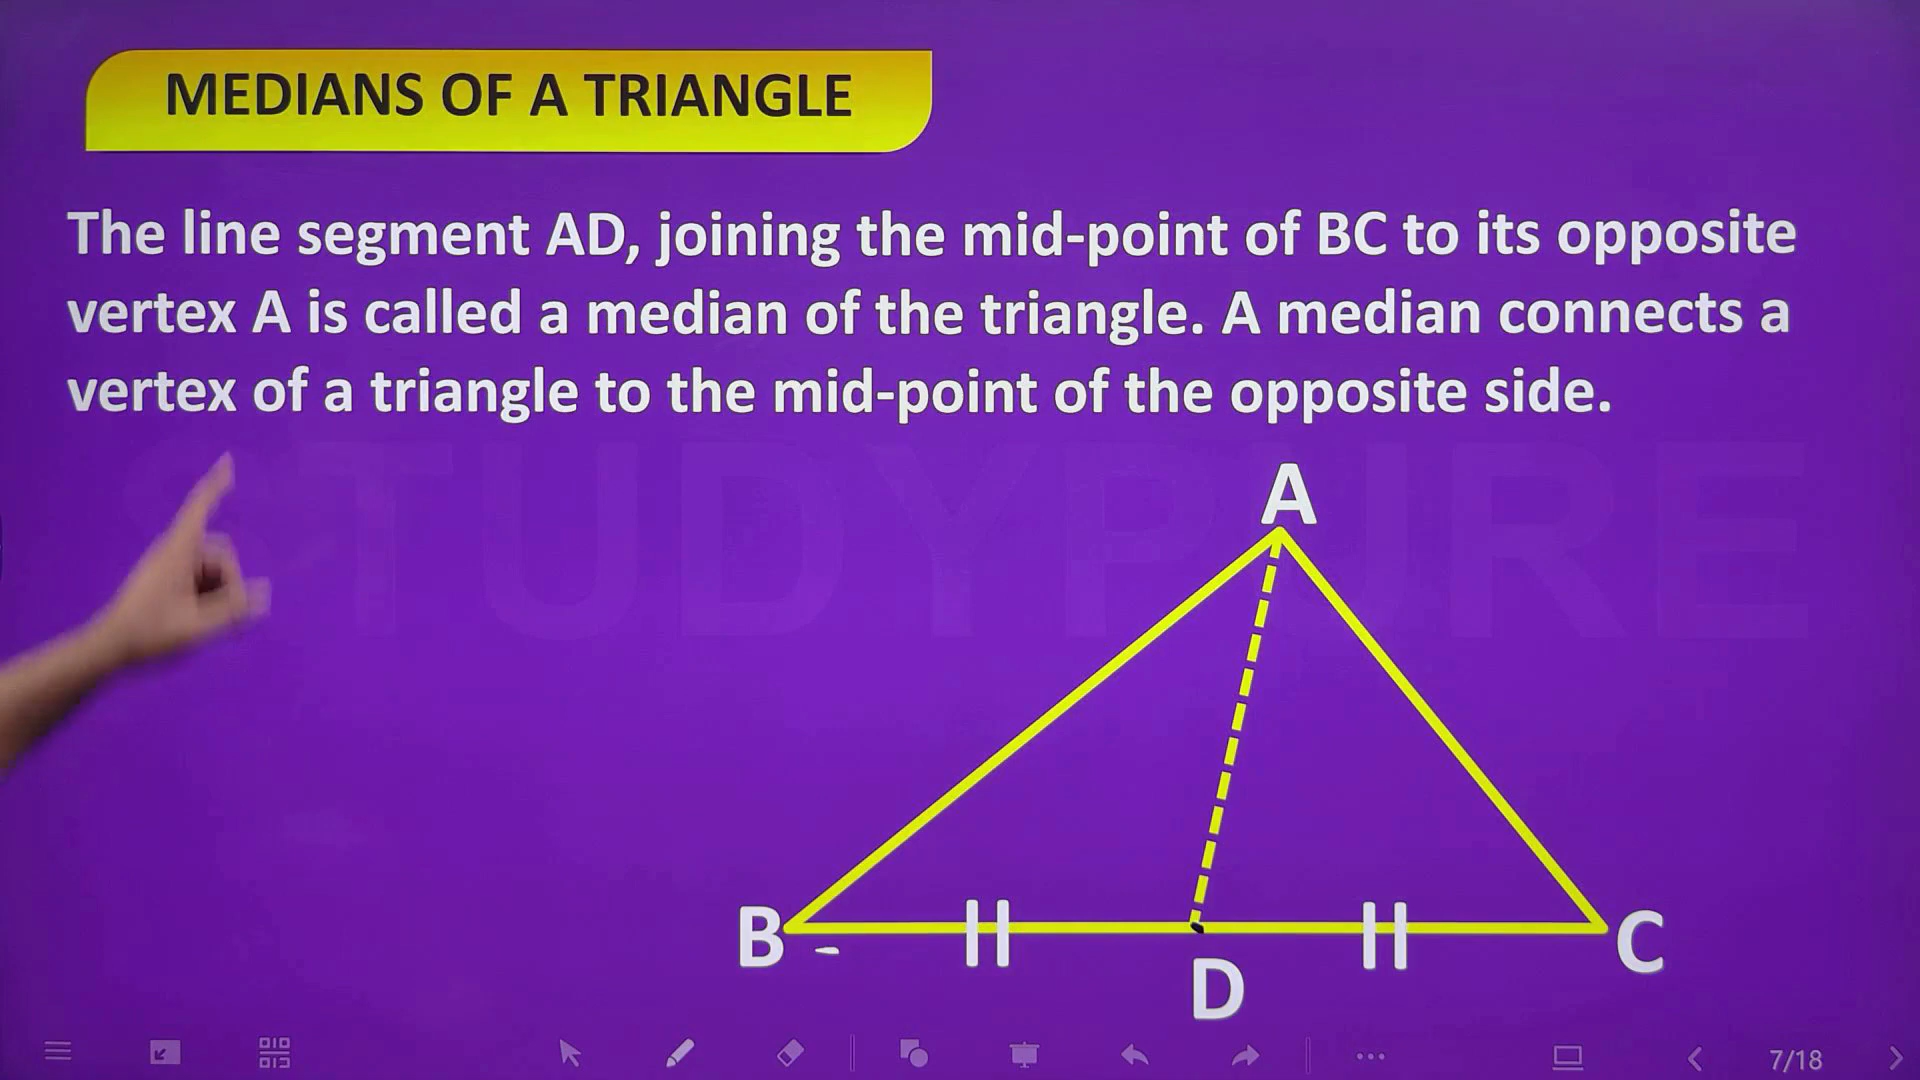 MEDIANS OF A TRIANGLE
The line segment AD, joining the mid-point of BC to its opposite
vertex A is called a median of the triangle. A median connects a
vertex of a triangle to the mid-point of the opposite side.
STUDYPURE
A
B
C
D
7/18